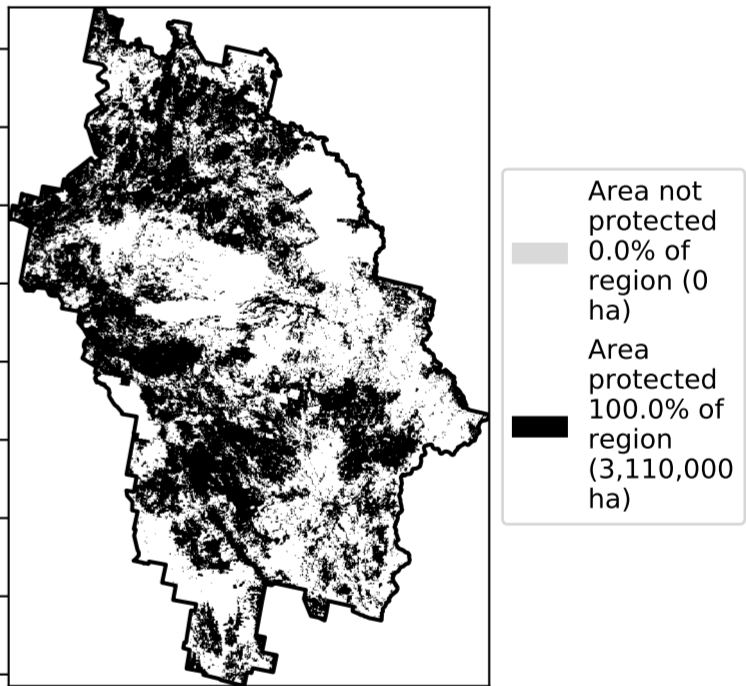 Area not
protected
0.0% of
region (0
ha)
Area
protected
100.0% of
region
(3,110,000
ha)